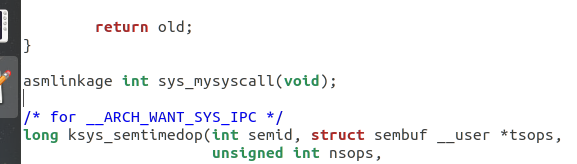 return old;
}
asmlinkage int sys_mysyscall(void);
/* for __ARCH_WANT_SYS_IPC */
long ksys_semtimedop(int semid, struct sembuf __user *tsops,
unsigned int nsops,